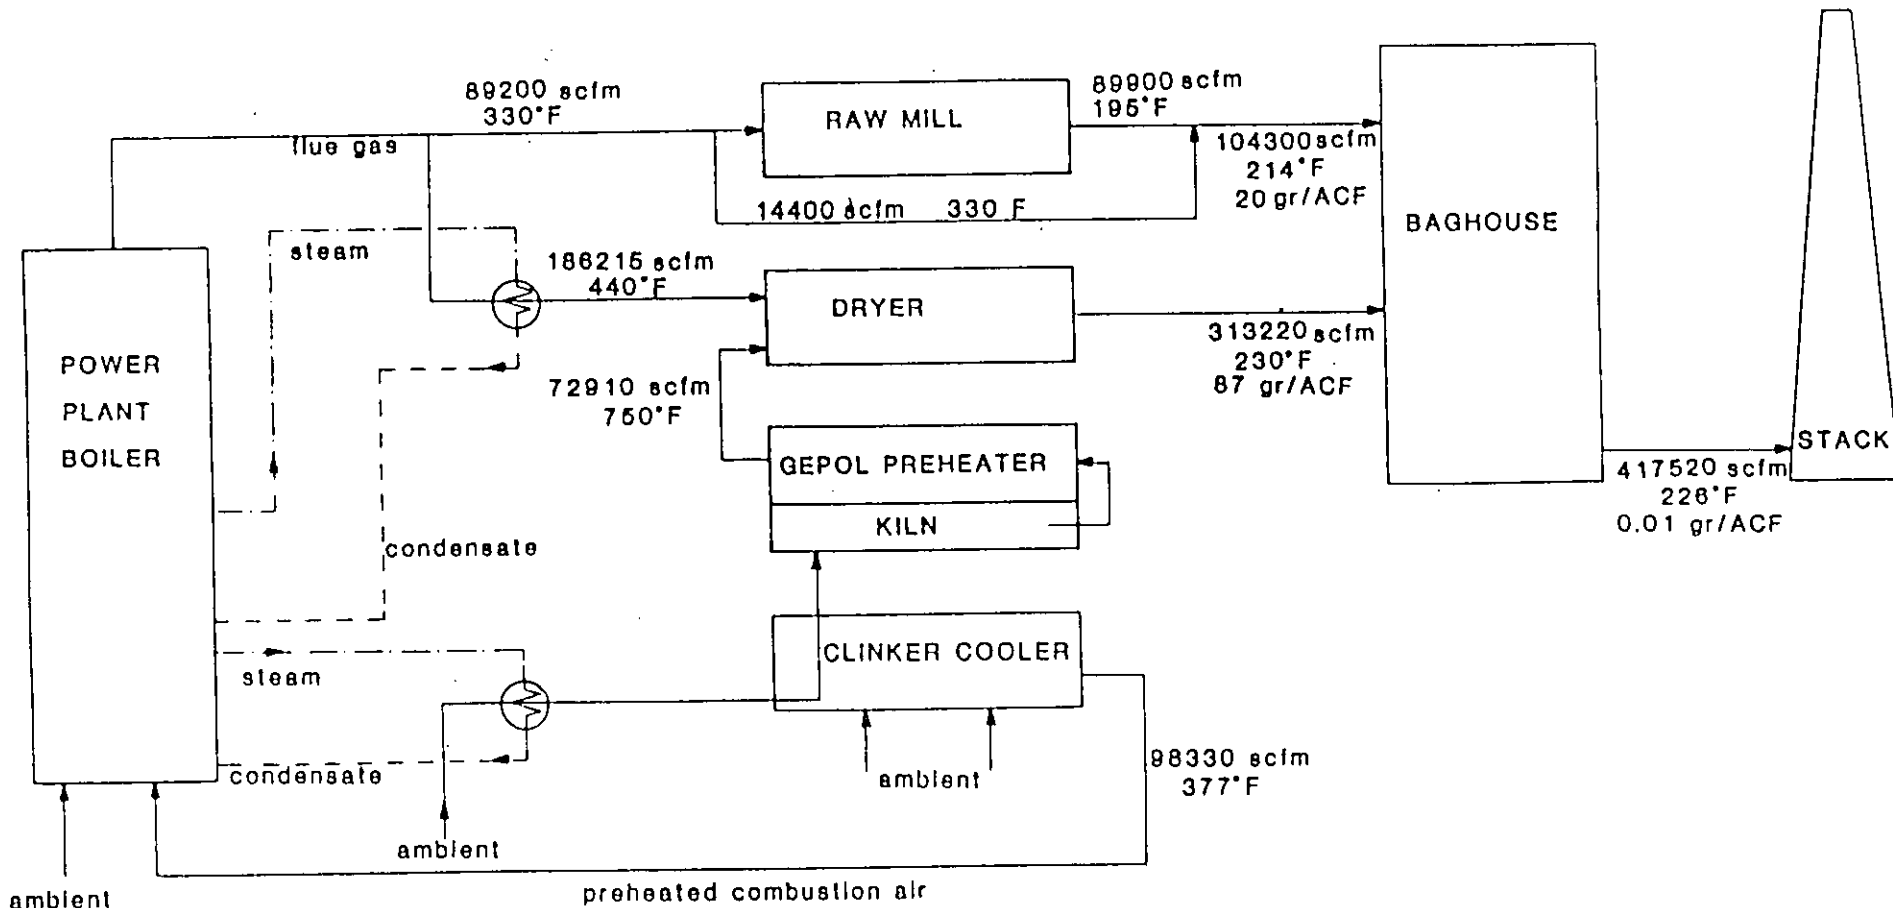 89200 scfm
330°F
RAW MILL
89900 scfm
195°F
flue gas
104300 scfm
214°F
20 gr/ACF
14400 scfm 330 F
BAGHOUSE
steam
186215 scfm
440°F
DRYER
313220 scfm
230°F
87 gr/ACF
POWER
PLANT
BOILER
72910 scfm
750°F
GEPOL PREHEATER
KILN
STACK
417520 scfm
226°F
0.01 gr/ACF
condensate
steam
CLINKER COOLER
condensate
ambient
98330 scfm
377°F
ambient
ambient
preheated combustion air